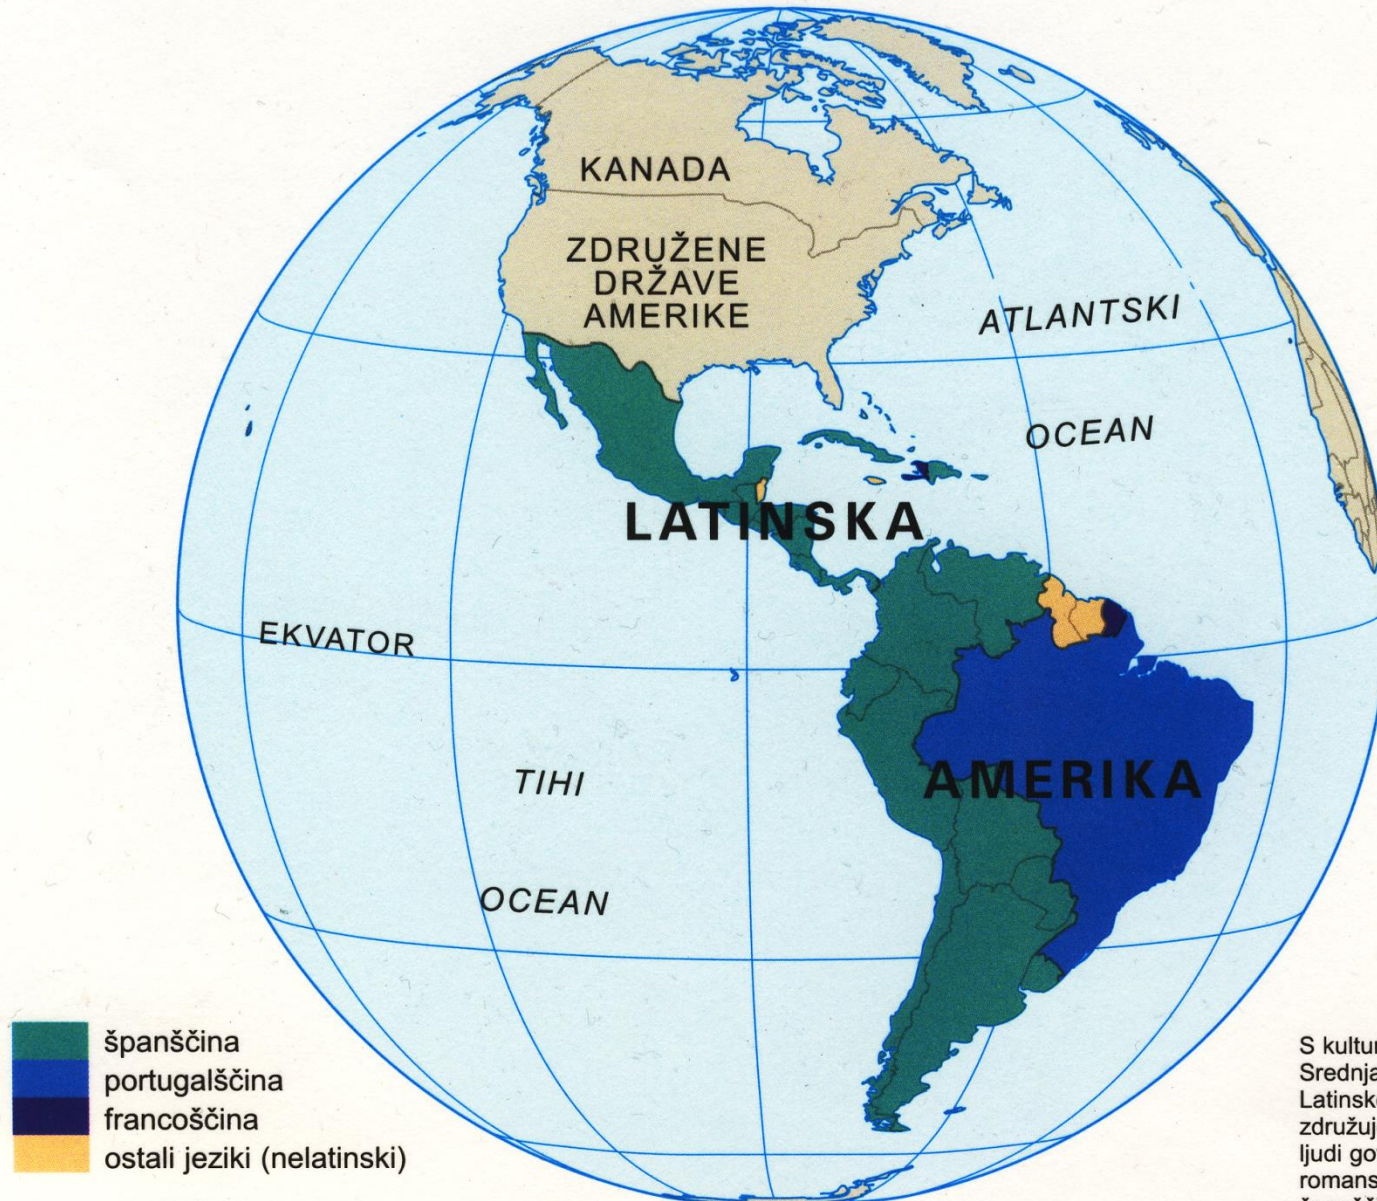 KANADA
ZDRUŽENE
DRŽAVE
AMERIKE
ATLANTSKI
OCEAN
LATINSKA
EKVATOR
TIHI
AMERIKA
OCEAN
španščina
portugalščina
francoščina
ostali jeziki (nelatinski)
S kultur
Srednja
Latinsk
združuj
ljudi go
romans